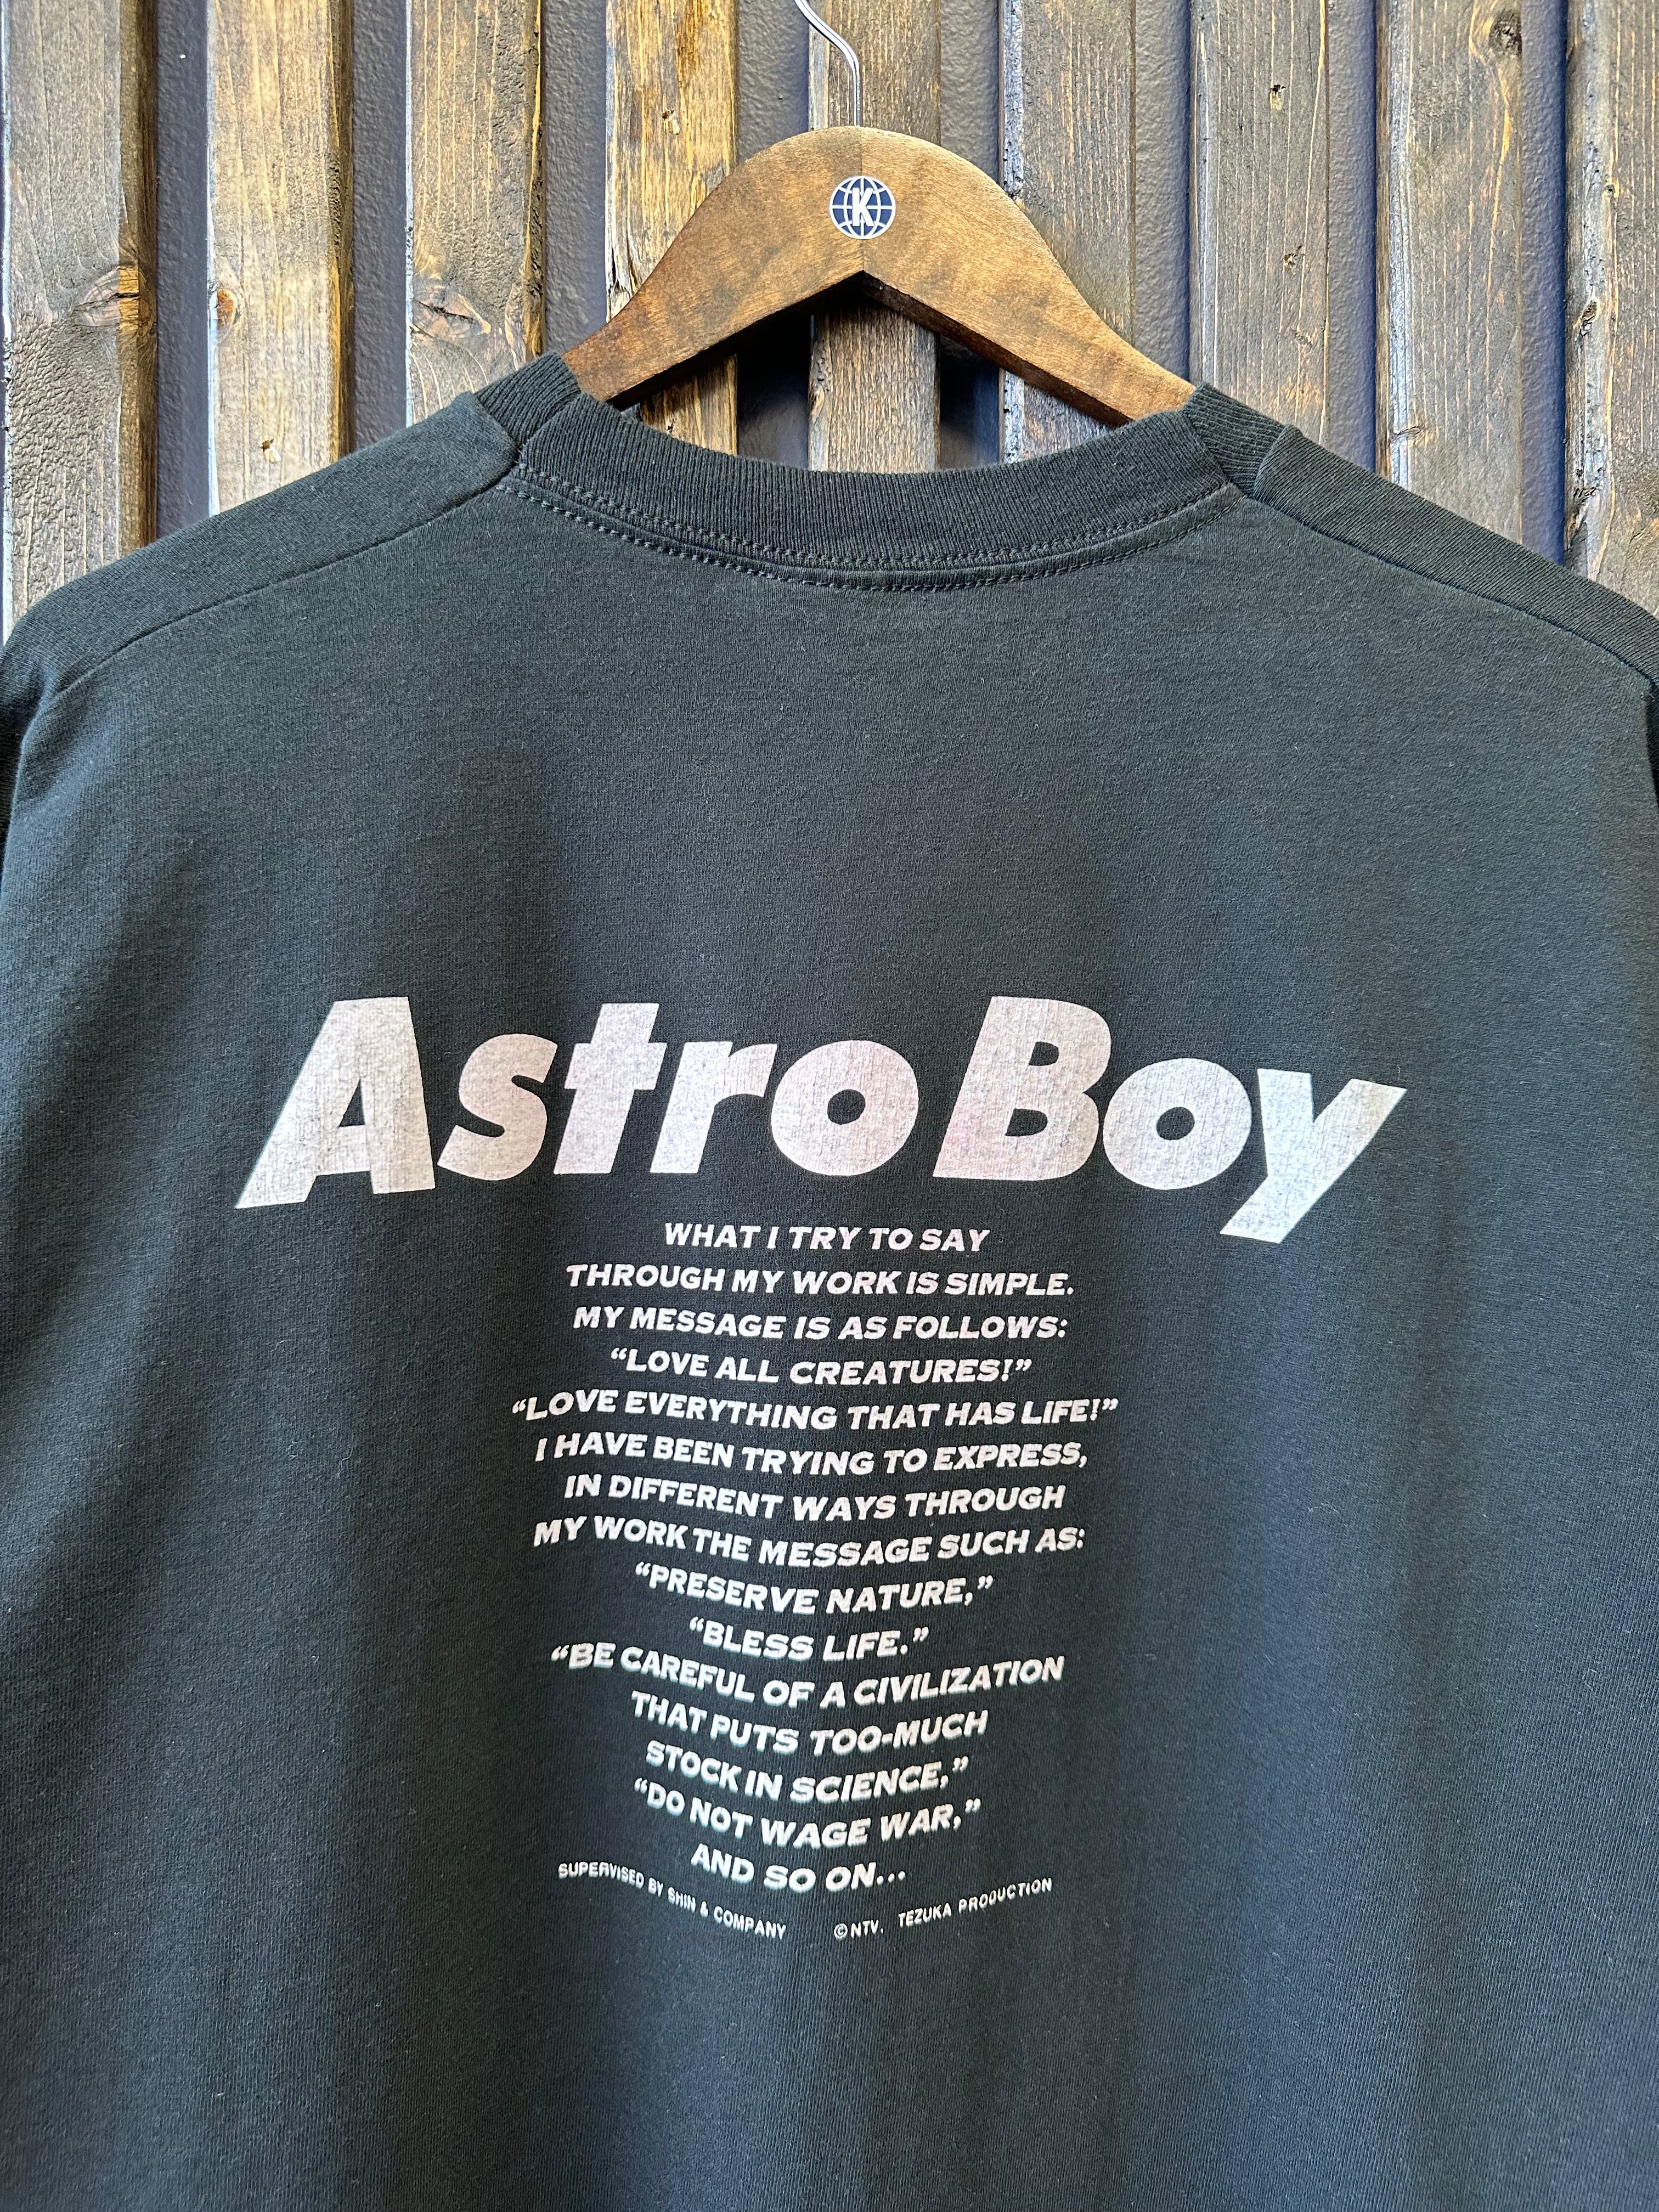 K
Astro Boy
WHAT I TRY TO SAY
THROUGH MY WORK IS SIMPLE.
MY MESSAGE IS AS FOLLOWS:
“LOVE ALL CREATURES!”
“LOVE EVERYTHING THAT HAS LIFE!”
I HAVE BEEN TRYING TO EXPRESS,
IN DIFFERENT WAYS THROUGH
MY WORK THE MESSAGE SUCH AS:
“PRESERVE NATURE,”
“BLESS LIFE.”
“BE CAREFUL OF A CIVILIZATION
THAT PUTS TOO-MUCH
STOCK IN SCIENCE,”
“DO NOT WAGE WAR,”
AND SO ON...
SUPERVISED BY SHIN & COMPANY ©NTV. TEZUKA PRODUCTION